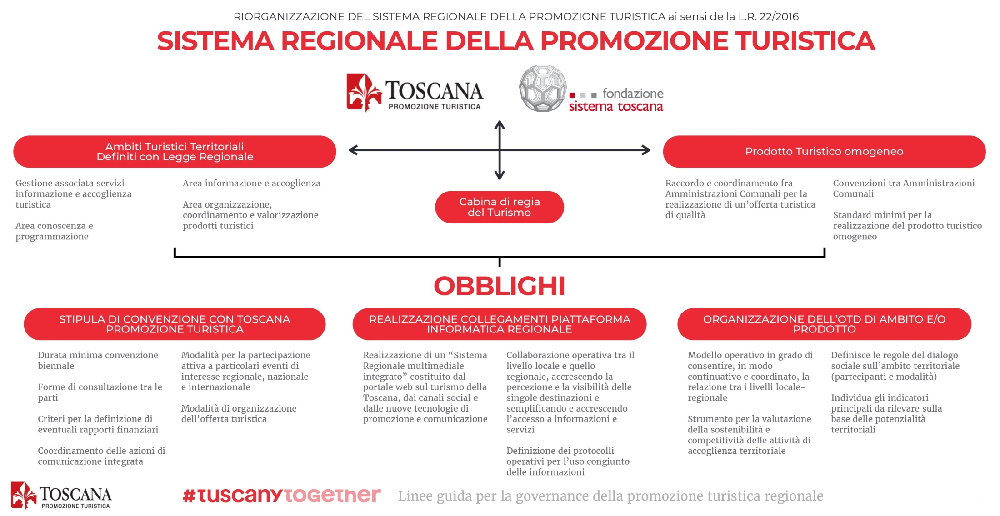 RIORGANIZZAZIONE DEL SISTEMA REGIONALE DELLA PROMOZIONE TURISTICA ai sensi della L.R. 22/2016
SISTEMA REGIONALE DELLA PROMOZIONE TURISTICA
TOSCANA
PROMOZIONE TURISTICA
fondazione
sistema toscana
Ambiti Turistici Territoriali
Definiti con Legge Regionale
Gestione associata servizi
informazione e accoglienza
turistica
Area conoscenza e
programmazione
Area informazione e accoglienza
Area organizzazione,
coordinamento e valorizzazione
prodotti turistici
Cabina di regia
del Turismo
Prodotto Turistico omogeneo
Raccordo e coordinamento fra
Amministrazioni Comunali per la
realizzazione di un’offerta turistica
di qualità
Convenzioni tra Amministrazioni
Comunali
Standard minimi per la
realizzazione del prodotto turistico
omogeneo
OBBLIGHI
STIPULA DI CONVENZIONE CON TOSCANA
PROMOZIONE TURISTICA
Durata minima convenzione
biennale
Forme di consultazione tra le
parti
Criteri per la definizione di
eventuali rapporti finanziari
Coordinamento delle azioni di
comunicazione integrata
Modalità per la partecipazione
attiva a particolari eventi di
interesse regionale, nazionale
e internazionale
Modalità di organizzazione
dell’offerta turistica
REALIZZAZIONE COLLEGAMENTI PIATTAFORMA
INFORMATICA REGIONALE
Realizzazione di un “Sistema
Regionale multimediale
integrato” costituito dal
portale web sul turismo della
Toscana, dai canali social e
dalle nuove tecnologie di
promozione e comunicazione
Collaborazione operativa tra il
livello locale e quello
regionale, accrescendo la
percezione e la visibilità delle
singole destinazioni e
semplificando e accrescendo
l’accesso a informazioni e
servizi
Definizione dei protocolli
operativi per l’uso congiunto
delle informazioni
ORGANIZZAZIONE DELL’OTD DI AMBITO E/O
PRODOTTO
Modello operativo in grado di
consentire, in modo
continuativo e coordinato, la
relazione tra i livelli locale-
regionale
Strumento per la valutazione
della sostenibilità e
competitività delle attività di
accoglienza territoriale
Definisce le regole del dialogo
sociale sull’ambito territoriale
(partecipanti e modalità)
Individua gli indicatori
principali da rilevare sulla
base delle potenzialità
territoriali
TOSCANA
PROMOZIONE TURISTICA
#tuscanytogether
Linee guida per la governance della promozione turistica regionale